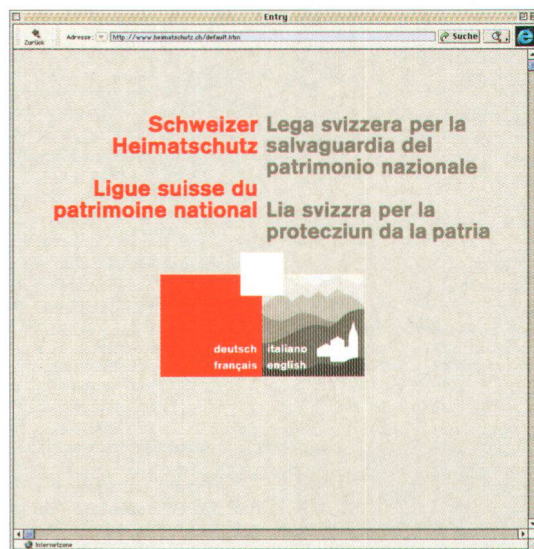 Entry
Zurück
Adresse: http://www.heimatschutz.ch/default.htm
Suche
Schweizer
Heimatschutz
Ligue suisse du
patrimoine national
Lega svizzera per la
salvaguardia del
patrimonio nazionale
Lia svizzra per la
protecziun da la patria
deutsch italiano
français english
Internetzone